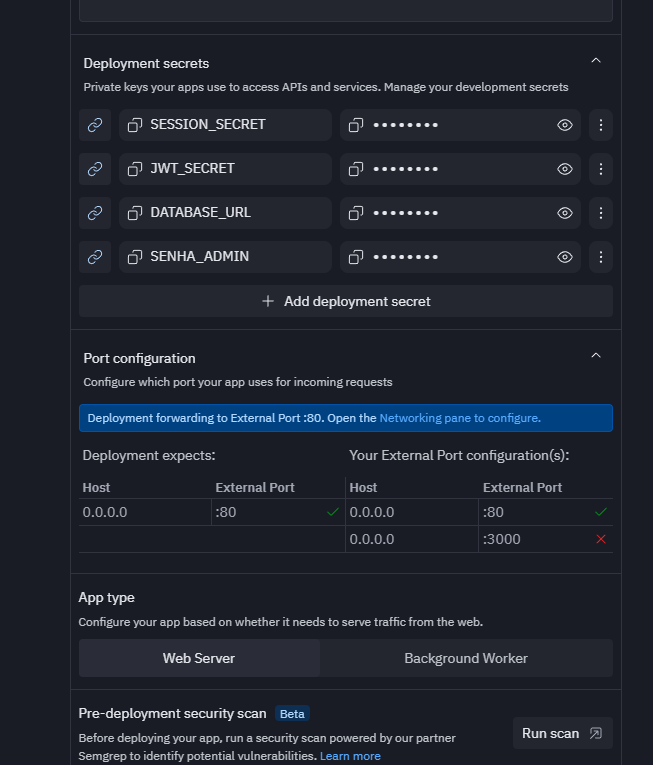 Deployment secrets
Private keys your apps use to access APIs and services. Manage your development secrets
SESSION_SECRET ••••••••
JWT_SECRET ••••••••
DATABASE_URL ••••••••
SENHA_ADMIN ••••••••
+ Add deployment secret
Port configuration
Configure which port your app uses for incoming requests
Deployment forwarding to External Port :80. Open the Networking pane to configure.
Deployment expects: Your External Port configuration(s):
Host External Port Host External Port
0.0.0.0 :80 0.0.0.0 :80
0.0.0.0 :3000
App type
Configure your app based on whether it needs to serve traffic from the web.
Web Server Background Worker
Pre-deployment security scan Beta
Before deploying your app, run a security scan powered by our partner
Semgrep to identify potential vulnerabilities. Learn more
Run scan